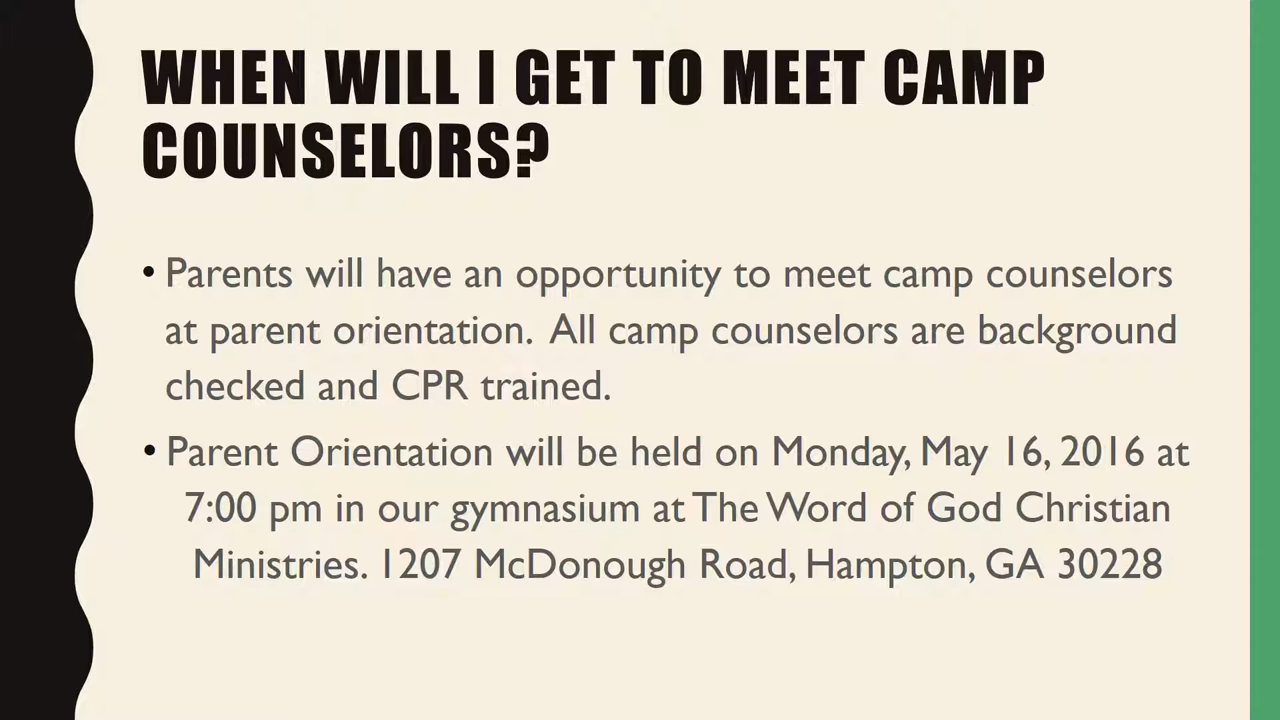 WHEN WILL I GET TO MEET CAMP
COUNSELORS?
• Parents will have an opportunity to meet camp counselors
at parent orientation.  All camp counselors are background
checked and CPR trained.
• Parent Orientation will be held on Monday, May 16, 2016 at
7:00 pm in our gymnasium at The Word of God Christian
Ministries. 1207 McDonough Road, Hampton, GA 30228